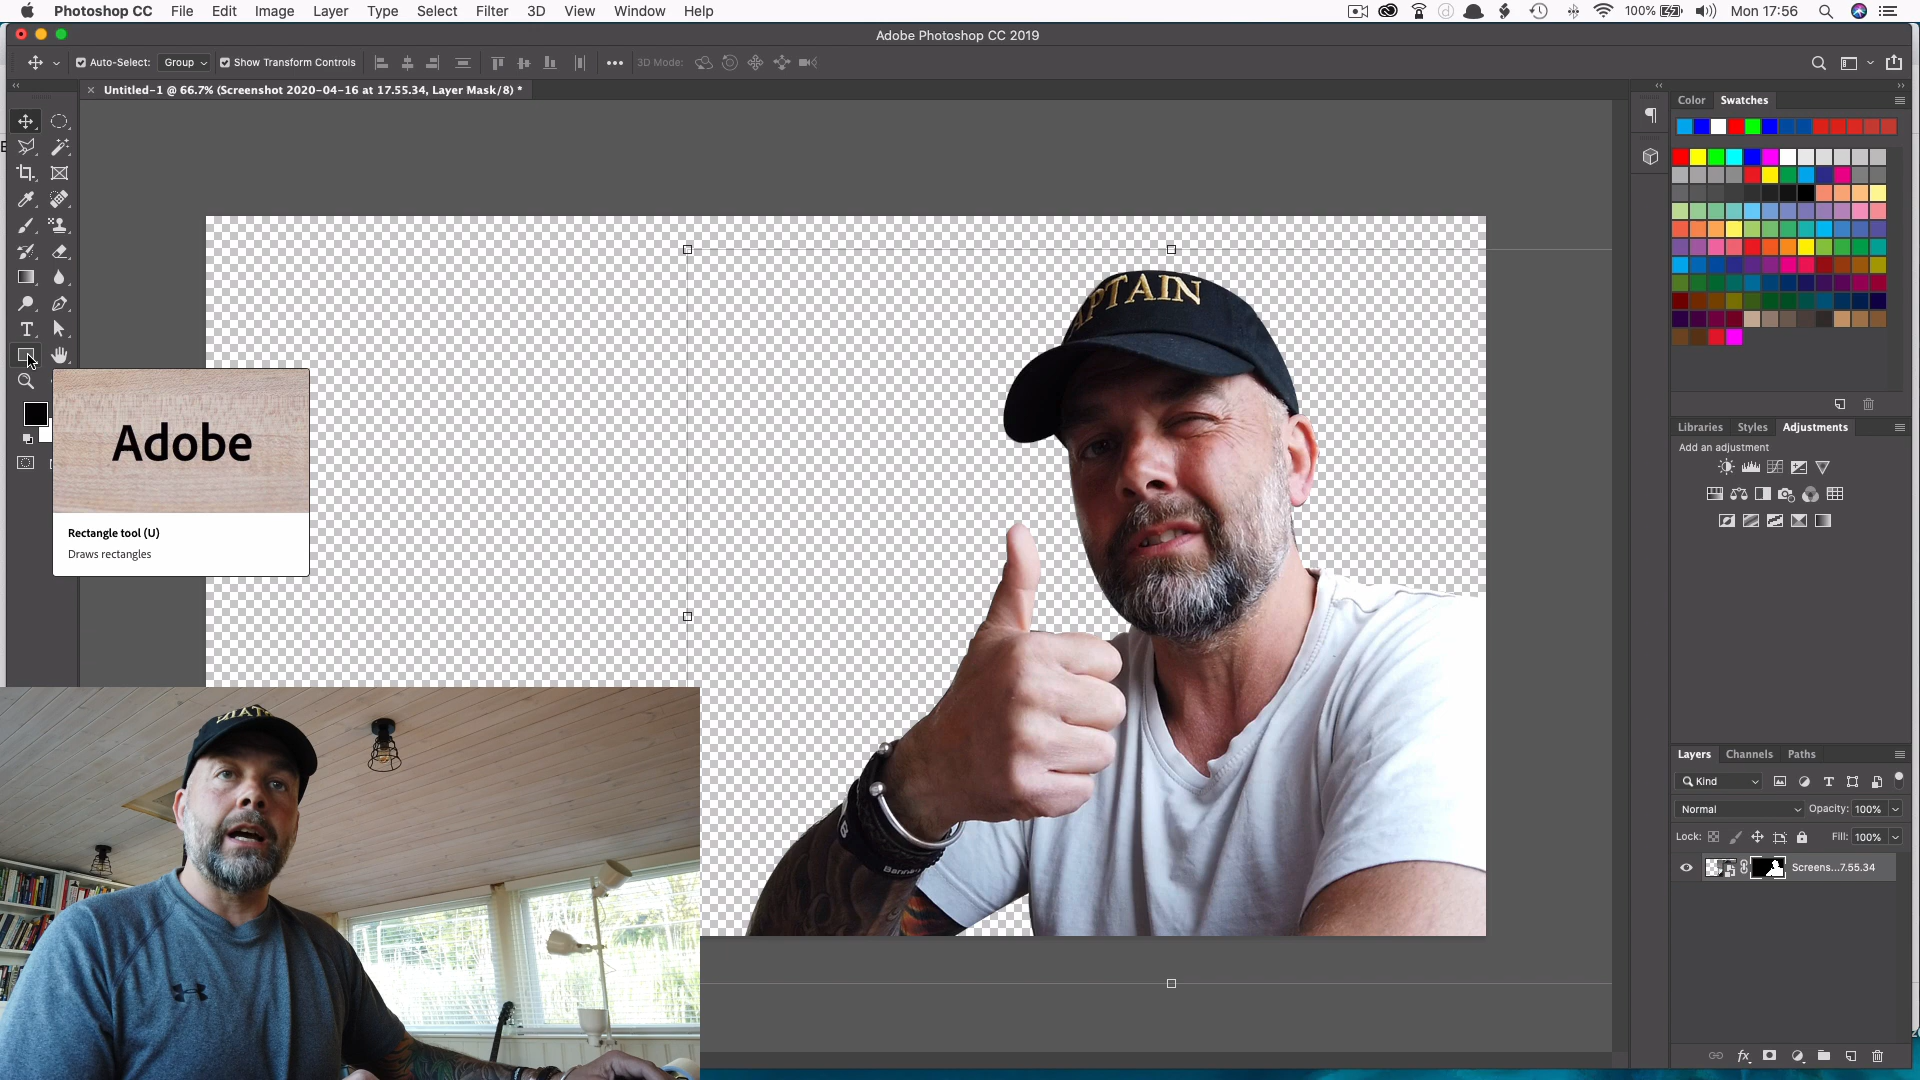 Photoshop CC File Edit Image Layer Type Select Filter 3D View Window Help
100% Mon 17:56
Adobe Photoshop CC 2019
Auto-Select: Group Show Transform Controls 3D Mode:
Untitled-1 @ 66.7% (Screenshot 2020-04-16 at 17.55.34, Layer Mask/8) *
Color Swatches
Adobe
Rectangle tool (U)
Draws rectangles
Libraries Styles Adjustments
Add an adjustment
Layers Channels Paths
Kind
Normal Opacity: 100%
Lock: Fill: 100%
Screens...7.55.34
fx
PTAIN